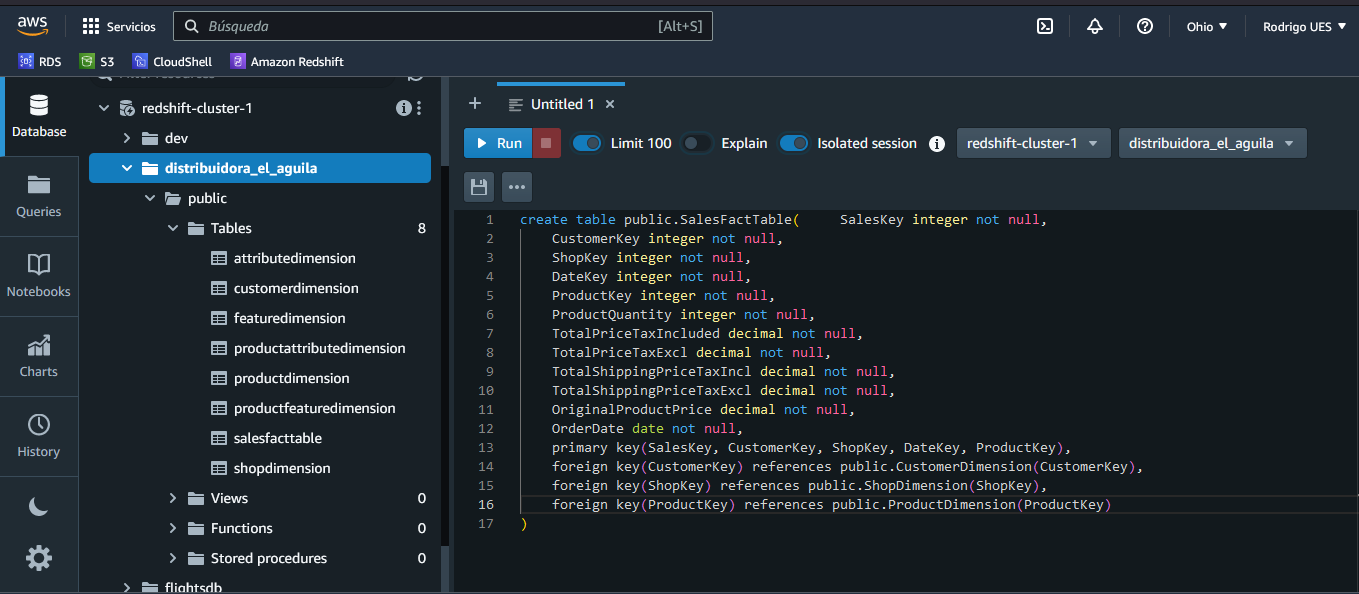 aws
Servicios
Búsqueda
[Alt+S]
Ohio
Rodrigo UES
RDS
S3
CloudShell
Amazon Redshift
Database
Queries
Notebooks
Charts
History
Filter resources
redshift-cluster-1
dev
distribuidora_el_aguila
public
Tables 8
attributedimension
customerdimension
featuredimension
productattributedimension
productdimension
productfeaturedimension
salesfacttable
shopdimension
Views 0
Functions 0
Stored procedures 0
flightsdb
Untitled 1
Run
Limit 100
Explain
Isolated session
redshift-cluster-1
distribuidora_el_aguila
1 create table public.SalesFactTable( SalesKey integer not null,
2 CustomerKey integer not null,
3 ShopKey integer not null,
4 DateKey integer not null,
5 ProductKey integer not null,
6 ProductQuantity integer not null,
7 TotalPriceTaxIncluded decimal not null,
8 TotalPriceTaxExcl decimal not null,
9 TotalShippingPriceTaxIncl decimal not null,
10 TotalShippingPriceTaxExcl decimal not null,
11 OriginalProductPrice decimal not null,
12 OrderDate date not null,
13 primary key(SalesKey, CustomerKey, ShopKey, DateKey, ProductKey),
14 foreign key(CustomerKey) references public.CustomerDimension(CustomerKey),
15 foreign key(ShopKey) references public.ShopDimension(ShopKey),
16 foreign key(ProductKey) references public.ProductDimension(ProductKey)
17 )